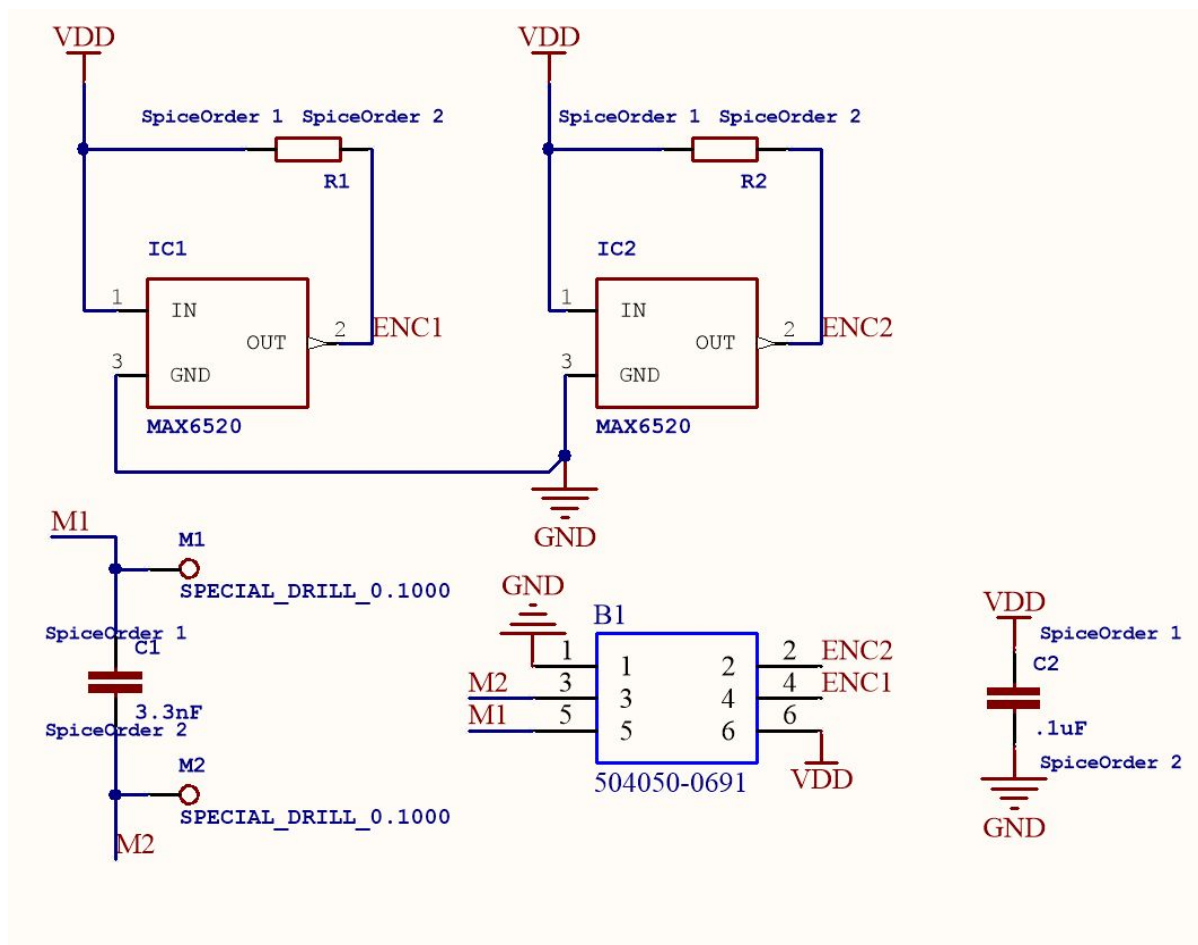 VDD VDD
SpiceOrder 1 SpiceOrder 2 SpiceOrder 1 SpiceOrder 2
R1 R2
IC1 IC2
1 IN 1 IN
OUT 2 ENC1 OUT 2 ENC2
3 GND 3 GND
MAX6520 MAX6520
GND
M1
M1
SPECIAL_DRILL_0.1000
SpiceOrder 1
C1
3.3nF
SpiceOrder 2
M2
SPECIAL_DRILL_0.1000
M2
GND
B1
1 1 2 2 ENC2
M2 3 3 4 4 ENC1
M1 5 5 6 6
VDD
504050-0691
VDD
SpiceOrder 1
C2
.1uF
SpiceOrder 2
GND